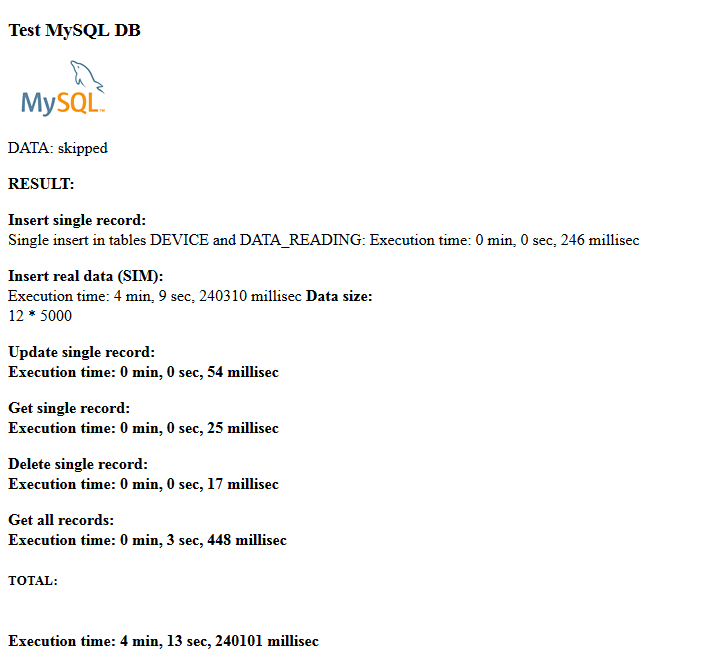 Test MySQL DB
MySQL™
DATA: skipped
RESULT:
Insert single record:
Single insert in tables DEVICE and DATA_READING: Execution time: 0 min, 0 sec, 246 millisec
Insert real data (SIM):
Execution time: 4 min, 9 sec, 240310 millisec Data size:
12 * 5000
Update single record:
Execution time: 0 min, 0 sec, 54 millisec
Get single record:
Execution time: 0 min, 0 sec, 25 millisec
Delete single record:
Execution time: 0 min, 0 sec, 17 millisec
Get all records:
Execution time: 0 min, 3 sec, 448 millisec
TOTAL:
Execution time: 4 min, 13 sec, 240101 millisec